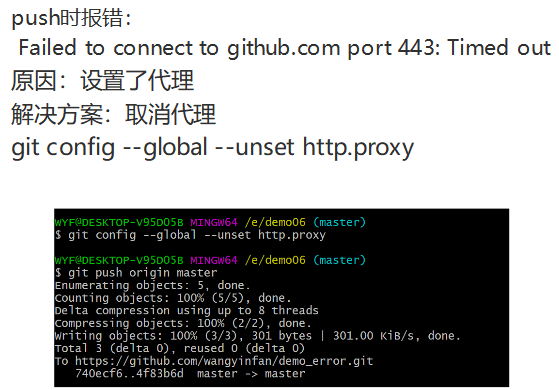 push时报错：
Failed to connect to github.com port 443: Timed out
原因：设置了代理
解决方案：取消代理
git config --global --unset http.proxy
WYF@DESKTOP-V95DO5B MINGW64 /e/demo06 (master)
$ git config --global --unset http.proxy
WYF@DESKTOP-V95DO5B MINGW64 /e/demo06 (master)
$ git push origin master
Enumerating objects: 5, done.
Counting objects: 100% (5/5), done.
Delta compression using up to 8 threads
Compressing objects: 100% (2/2), done.
Writing objects: 100% (3/3), 301 bytes | 301.00 KiB/s, done.
Total 3 (delta 0), reused 0 (delta 0)
To https://github.com/wangyinfan/demo_error.git
740ecf6..4f83b6d  master -> master